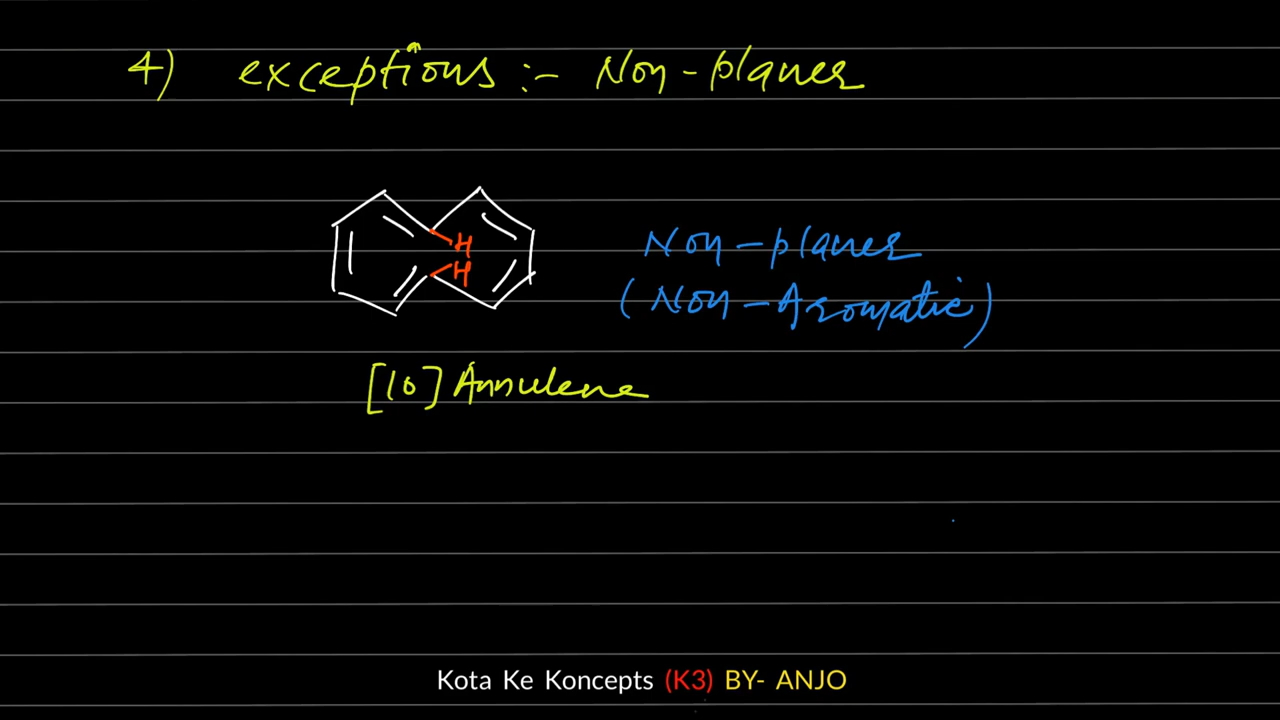 4) exceptions :- Non-planer
H
H
Non-planer
(Non-Aromatic)
[10] Annulene
Kota Ke Koncepts (K3) BY- ANJO